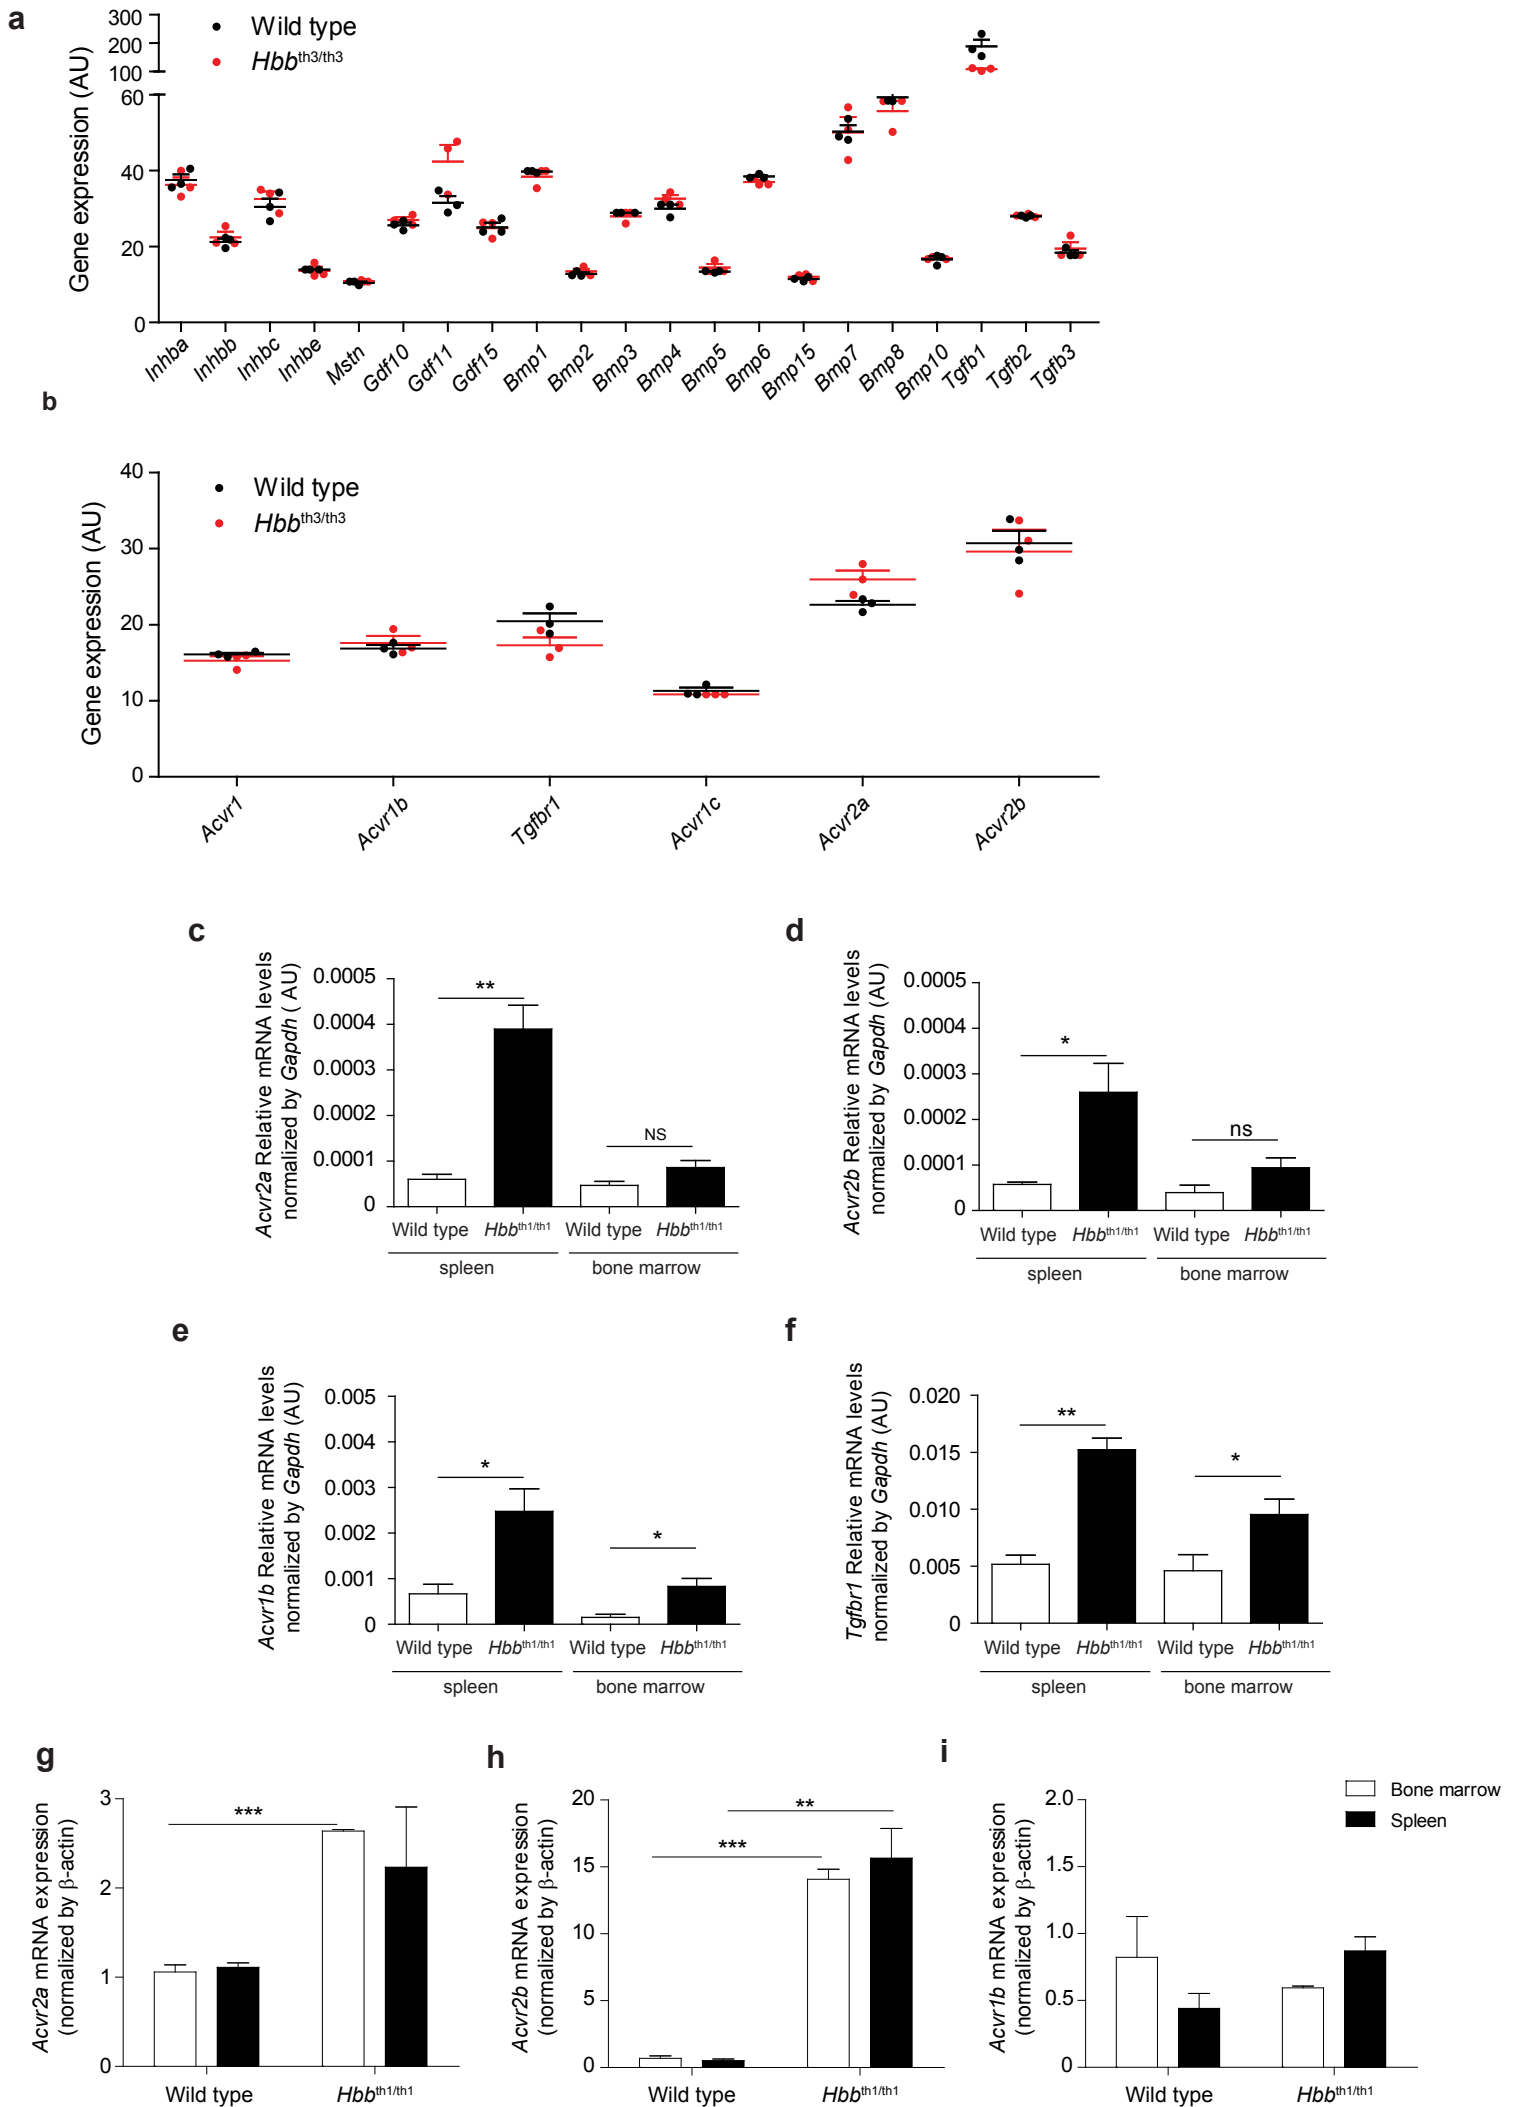 a
Gene expression (AU)
300
200
100
60
40
20
0
Wild type
Hbbth3/th3
Inhba
Inhbb
Inhbc
Inhbe
Mstn
Gdf10
Gdf11
Gdf15
Bmp1
Bmp2
Bmp3
Bmp4
Bmp5
Bmp6
Bmp15
Bmp7
Bmp8
Bmp10
Tgfb1
Tgfb2
Tgfb3
b
Gene expression (AU)
40
30
20
10
0
Wild type
Hbbth3/th3
Acvr1
Acvr1b
Tgfbr1
Acvr1c
Acvr2a
Acvr2b
c
Acvr2a Relative mRNA levels
normalized by Gapdh ( AU)
0.0005
0.0004
0.0003
0.0002
0.0001
0
**
NS
Wild type Hbbth1/th1 Wild type Hbbth1/th1
spleen bone marrow
d
Acvr2b Relative mRNA levels
normalized by Gapdh (AU)
0.0005
0.0004
0.0003
0.0002
0.0001
0
*
ns
Wild type Hbbth1/th1 Wild type Hbbth1/th1
spleen bone marrow
e
Acvr1b Relative mRNA levels
normalized by Gapdh (AU)
0.005
0.004
0.003
0.002
0.001
0
*
*
Wild type Hbbth1/th1 Wild type Hbbth1/th1
spleen bone marrow
f
Tgfbr1 Relative mRNA levels
normalized by Gapdh (AU)
0.020
0.015
0.010
0.005
0
**
*
Wild type Hbbth1/th1 Wild type Hbbth1/th1
spleen bone marrow
g
Acvr2a mRNA expression
(normalized by β-actin)
3
2
1
0
***
Wild type Hbbth1/th1
h
Acvr2b mRNA expression
(normalized by β-actin)
20
15
10
5
0
**
***
Wild type Hbbth1/th1
i
Acvr1b mRNA expression
(normalized by β-actin)
2.0
1.5
1.0
0.5
0
Wild type Hbbth1/th1
Bone marrow
Spleen